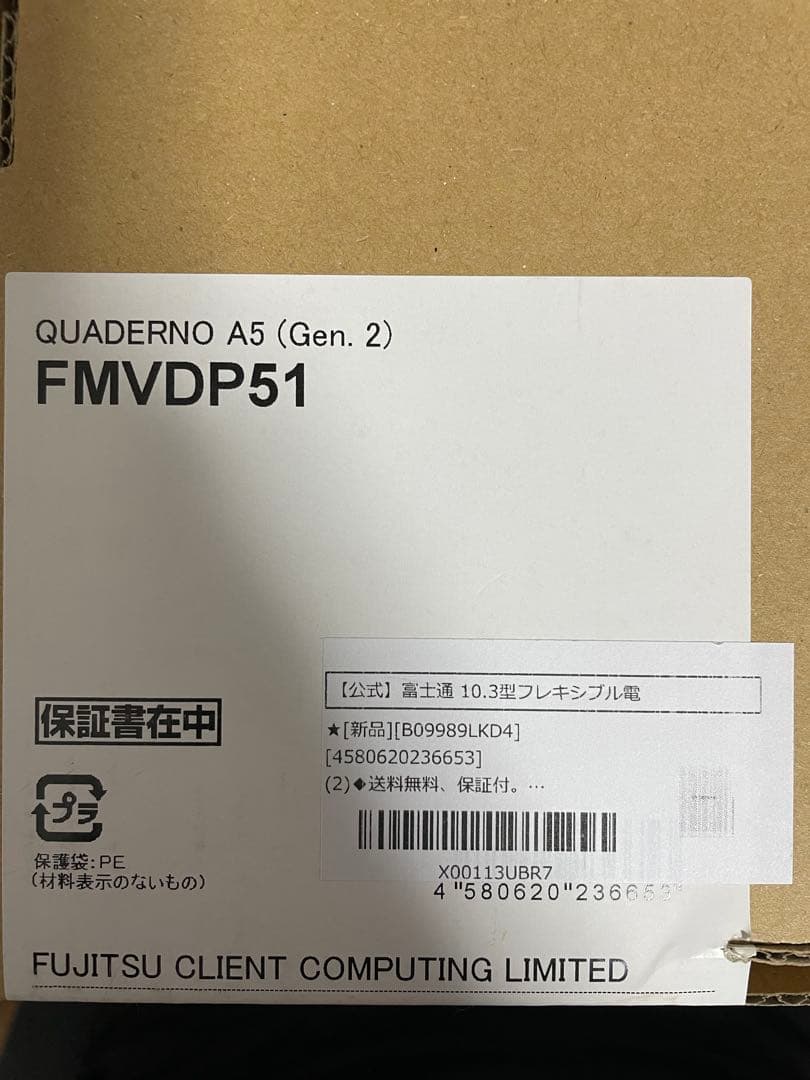 QUADERNO A5 (Gen. 2)
FMVDP51
保証書在中
プラ
保護袋:PE
(材料表示のないもの)
【公式】富士通 10.3型フレキシブル電
★[新品][B09989LKD4]
[4580620236653]
(2)◆送料無料、保証付。…
X00113UBR7
4"580620"236653"
FUJITSU CLIENT COMPUTING LIMITED